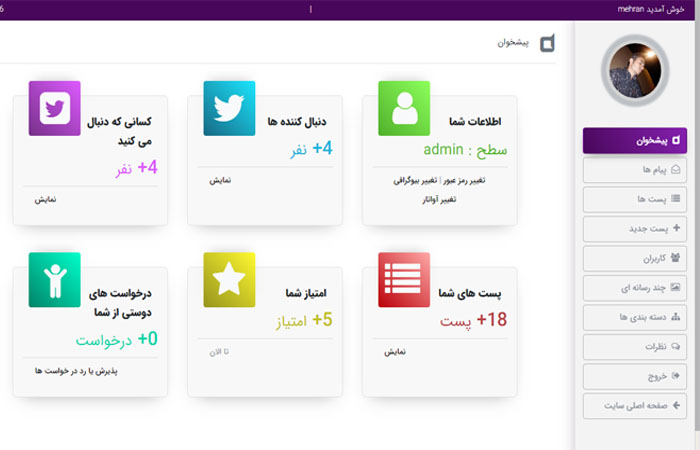 خوش آمدید mehran
|
6
پیشخوان
پیشخوان
پیام ها
پست ها
پست جدید
کاربران
چند رسانه ای
دسته بندی ها
نظرات
خروج
صفحه اصلی سایت
اطلاعات شما
سطح : admin
تغییر رمز عبور | تغییر بیوگرافی
تغییر آواتار
دنبال کننده ها
+4 نفر
نمایش
کسانی که دنبال
می کنید
+4 نفر
نمایش
پست های شما
+18 پست
نمایش
امتیاز شما
+5 امتیاز
تا الان
درخواست های
دوستی از شما
+0 درخواست
پذیرش یا رد در خواست ها